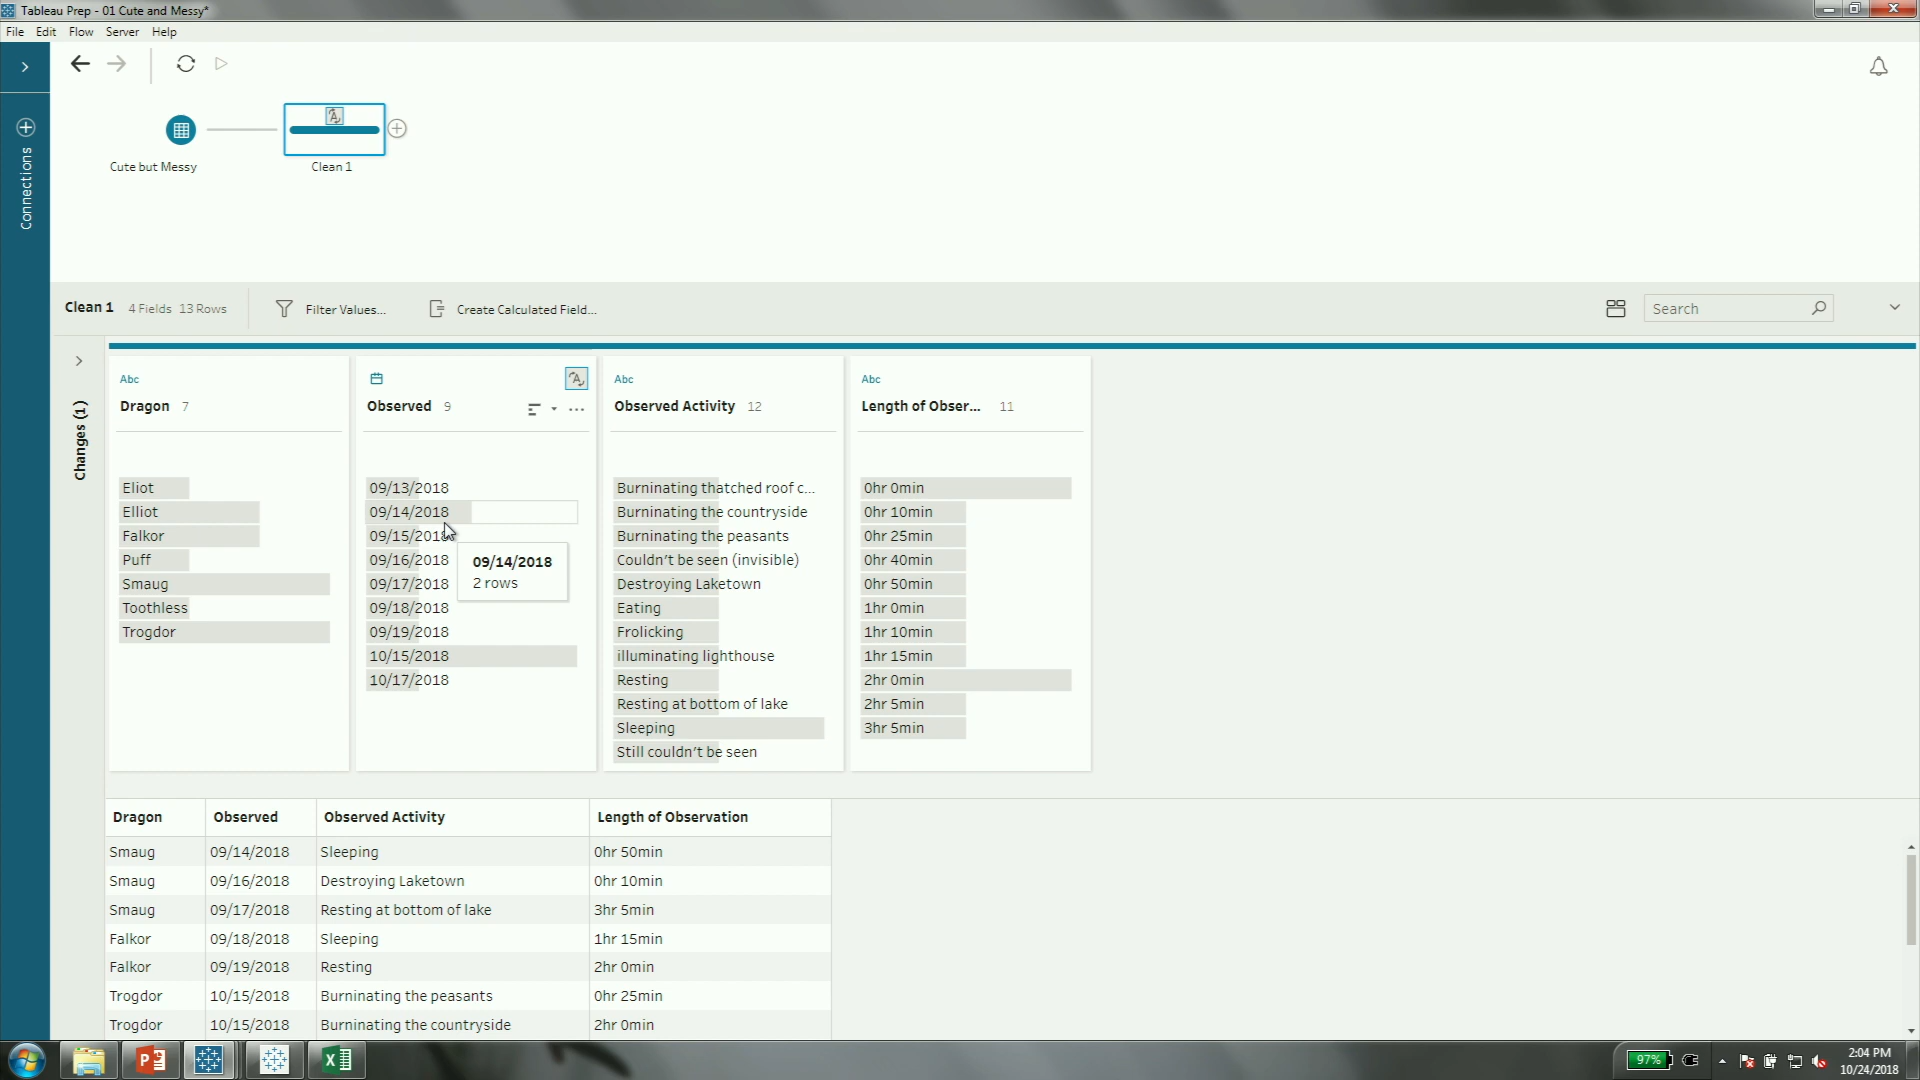 Tableau Prep - 01 Cute and Messy*
File Edit Flow Server Help
Connections
Cute but Messy
Clean 1
Clean 1 4 Fields 13 Rows Filter Values... Create Calculated Field... Search
Changes (1)
Abc
Dragon 7
Eliot
Elliot
Falkor
Puff
Smaug
Toothless
Trogdor
Observed 9
09/13/2018
09/14/2018
09/15/2018
09/16/2018
09/17/2018
09/18/2018
09/19/2018
10/15/2018
10/17/2018
09/14/2018
2 rows
Abc
Observed Activity 12
Burninating thatched roof c...
Burninating the countryside
Burninating the peasants
Couldn't be seen (invisible)
Destroying Laketown
Eating
Frolicking
illuminating lighthouse
Resting
Resting at bottom of lake
Sleeping
Still couldn't be seen
Abc
Length of Obser... 11
0hr 0min
0hr 10min
0hr 25min
0hr 40min
0hr 50min
1hr 0min
1hr 10min
1hr 15min
2hr 0min
2hr 5min
3hr 5min
Dragon Observed Observed Activity Length of Observation
Smaug 09/14/2018 Sleeping 0hr 50min
Smaug 09/16/2018 Destroying Laketown 0hr 10min
Smaug 09/17/2018 Resting at bottom of lake 3hr 5min
Falkor 09/18/2018 Sleeping 1hr 15min
Falkor 09/19/2018 Resting 2hr 0min
Trogdor 10/15/2018 Burninating the peasants 0hr 25min
Trogdor 10/15/2018 Burninating the countryside 2hr 0min
97%
2:04 PM
10/24/2018